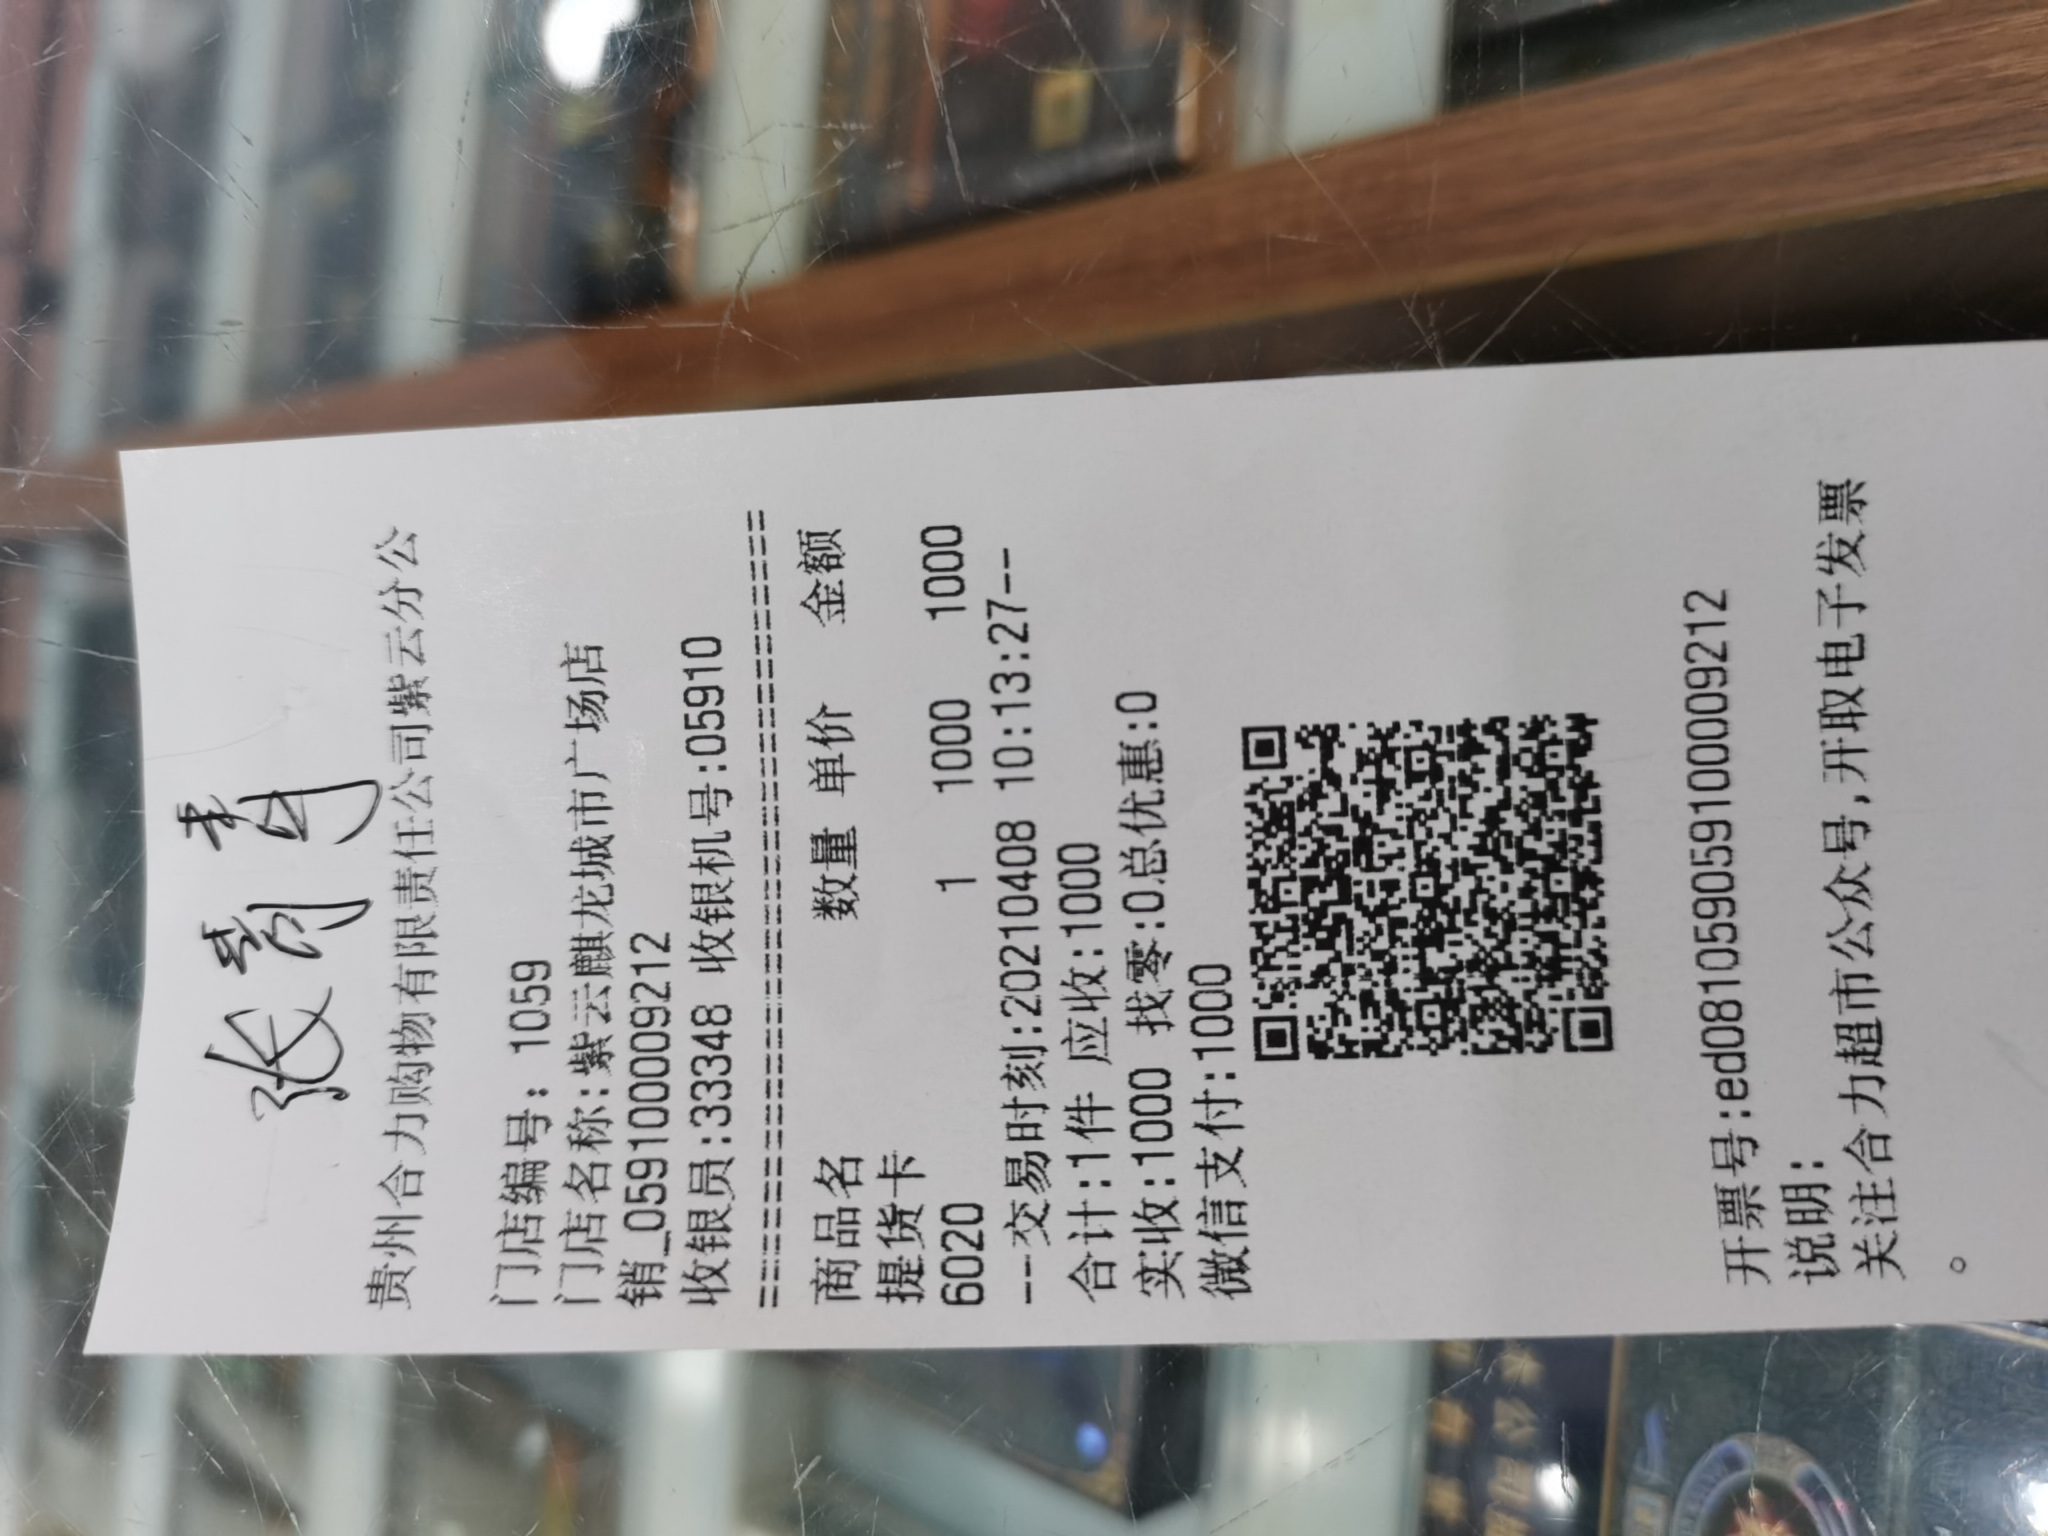 张青青
贵州合力购物有限责任公司紫云分公
门店编号: 1059
门店名称:紫云麒龙城市广场店
销_0591000009212
收银员:33348 收银机号:05910
商品名 数量 单价 金额
提货卡
6020 1 1000 1000
---交易时刻:20210408 10:13:27--
合计:1件 应收:1000
实收:1000 找零:0总优惠:0
微信支付:1000
开票号:ed081059059100009212
说明:
关注合力超市公众号,开取电子发票
。